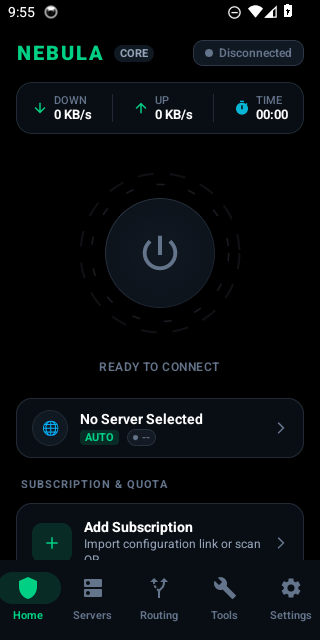 9:55
NEBULA CORE Disconnected
DOWN
0 KB/s
UP
0 KB/s
TIME
00:00
READY TO CONNECT
No Server Selected
AUTO --
SUBSCRIPTION & QUOTA
Add Subscription
Import configuration link or scan
QR
Home Servers Routing Tools Settings